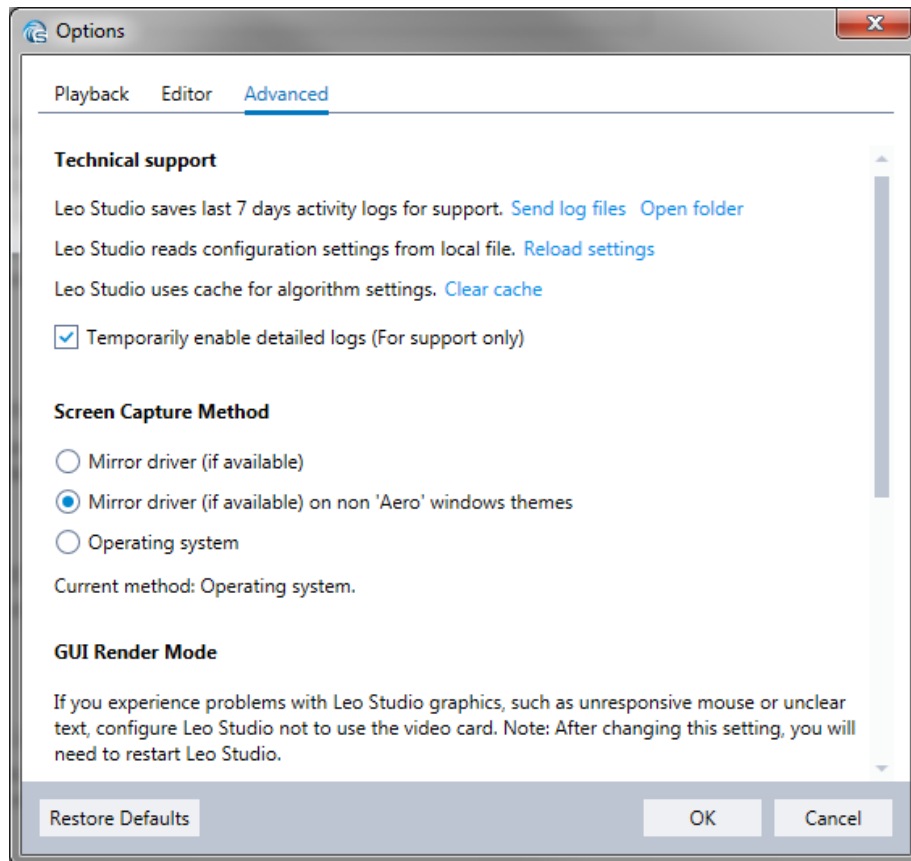 Options
Playback Editor Advanced
Technical support
Leo Studio saves last 7 days activity logs for support. Send log files Open folder
Leo Studio reads configuration settings from local file. Reload settings
Leo Studio uses cache for algorithm settings. Clear cache
Temporarily enable detailed logs (For support only)
Screen Capture Method
Mirror driver (if available)
Mirror driver (if available) on non 'Aero' windows themes
Operating system
Current method: Operating system.
GUI Render Mode
If you experience problems with Leo Studio graphics, such as unresponsive mouse or unclear
text, configure Leo Studio not to use the video card. Note: After changing this setting, you will
need to restart Leo Studio.
Restore Defaults OK Cancel